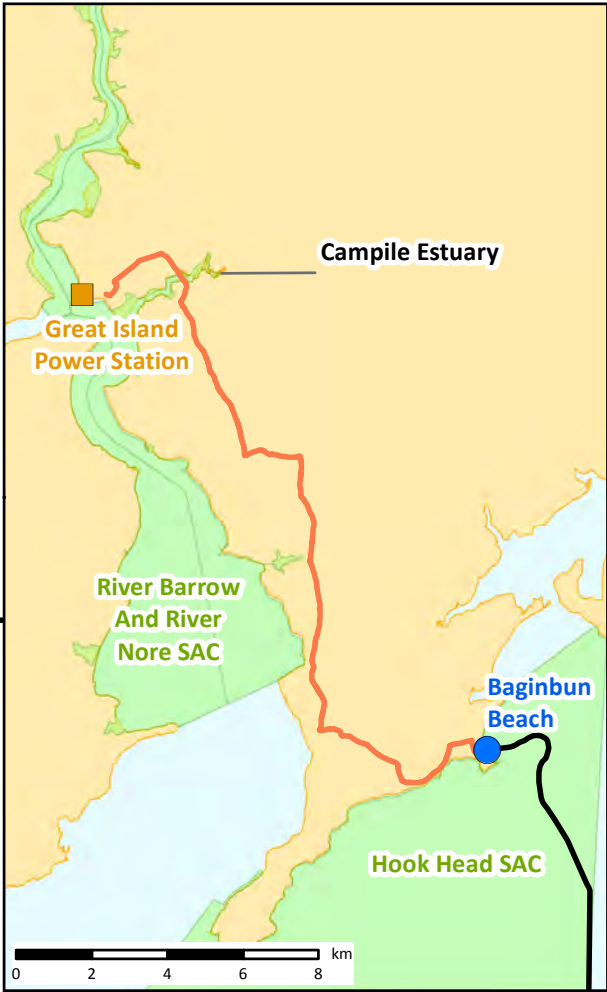 Campile Estuary
Great Island
Power Station
River Barrow
And River
Nore SAC
Baginbun
Beach
Hook Head SAC
km
0 2 4 6 8